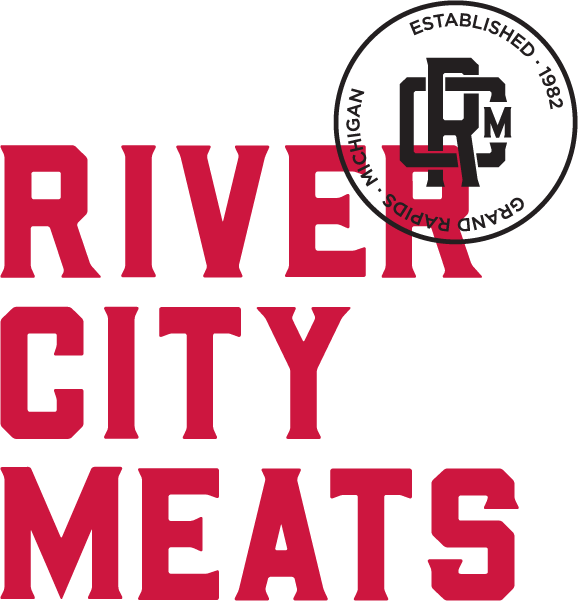 ESTABLISHED · 1982
GRAND RAPIDS · MICHIGAN
RCM
RIVER
CITY
MEATS